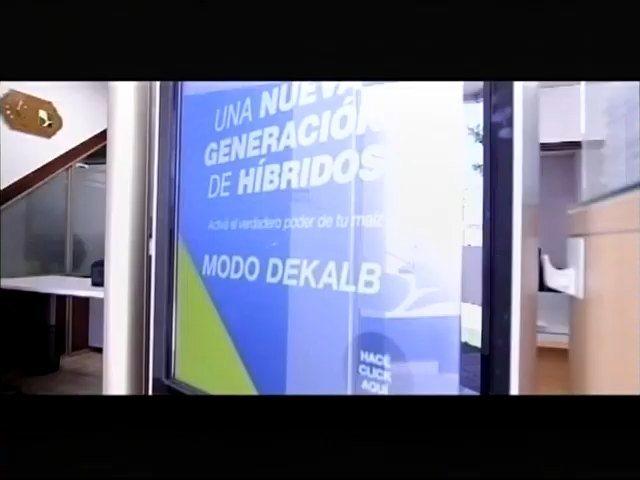 UNA NUEVA
GENERACIÓN
DE HÍBRIDOS
Activá el verdadero poder de tu maíz
MODO DEKALB
HACÉ
CLICK
AQUÍ